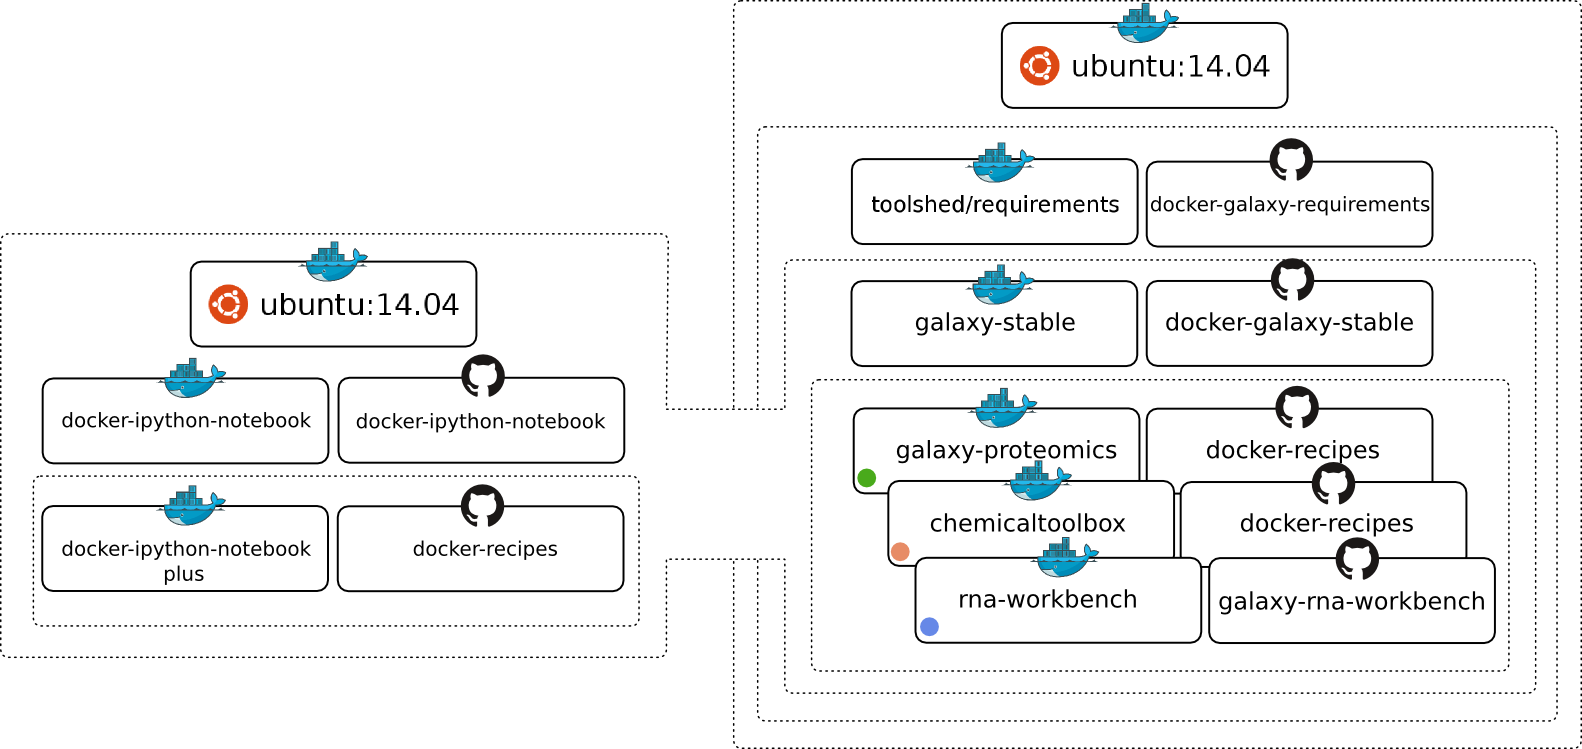 ubuntu:14.04
docker-ipython-notebook
docker-ipython-notebook
docker-ipython-notebook
plus
docker-recipes
ubuntu:14.04
toolshed/requirements
docker-galaxy-requirements
galaxy-stable
docker-galaxy-stable
galaxy-proteomics
docker-recipes
chemicaltoolbox
docker-recipes
rna-workbench
galaxy-rna-workbench